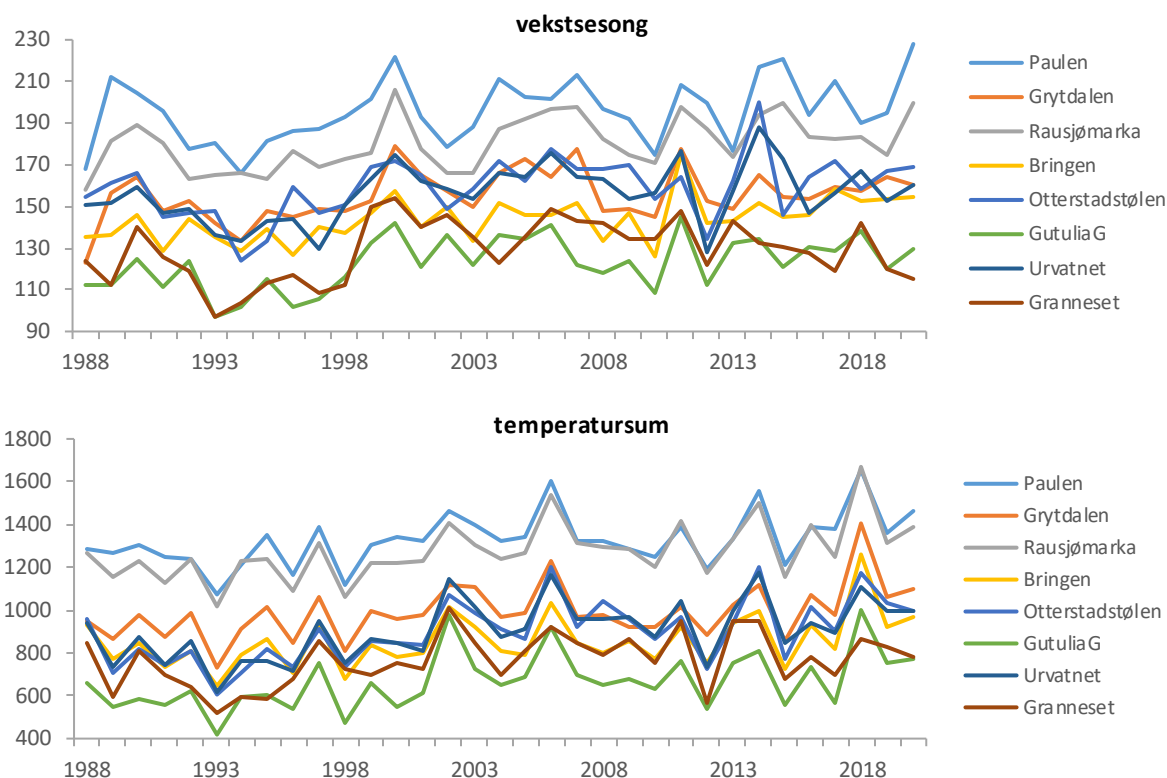 vekstsesong
230
210
190
170
150
130
110
90
1988 1993 1998 2003 2008 2013 2018
Paulen
Grytdalen
Rausjømarka
Bringen
Otterstadstølen
GutuliaG
Urvatnet
Granneset
temperatursum
1800
1600
1400
1200
1000
800
600
400
1988 1993 1998 2003 2008 2013 2018
Paulen
Grytdalen
Rausjømarka
Bringen
Otterstadstølen
GutuliaG
Urvatnet
Granneset